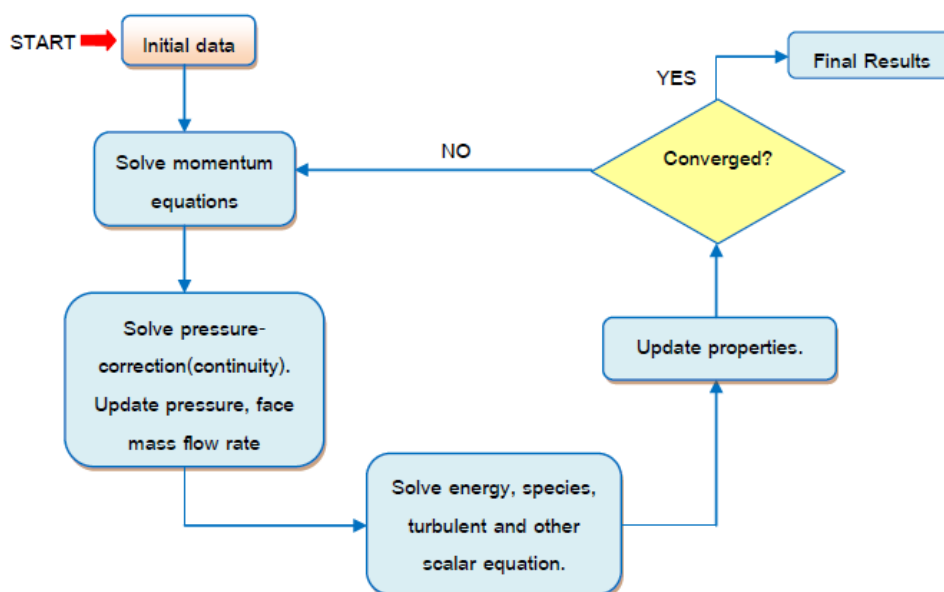 START
Initial data
Solve momentum
equations
Solve pressure-
correction(continuity).
Update pressure, face
mass flow rate
Solve energy, species,
turbulent and other
scalar equation.
Update properties.
Converged?
NO
YES
Final Results